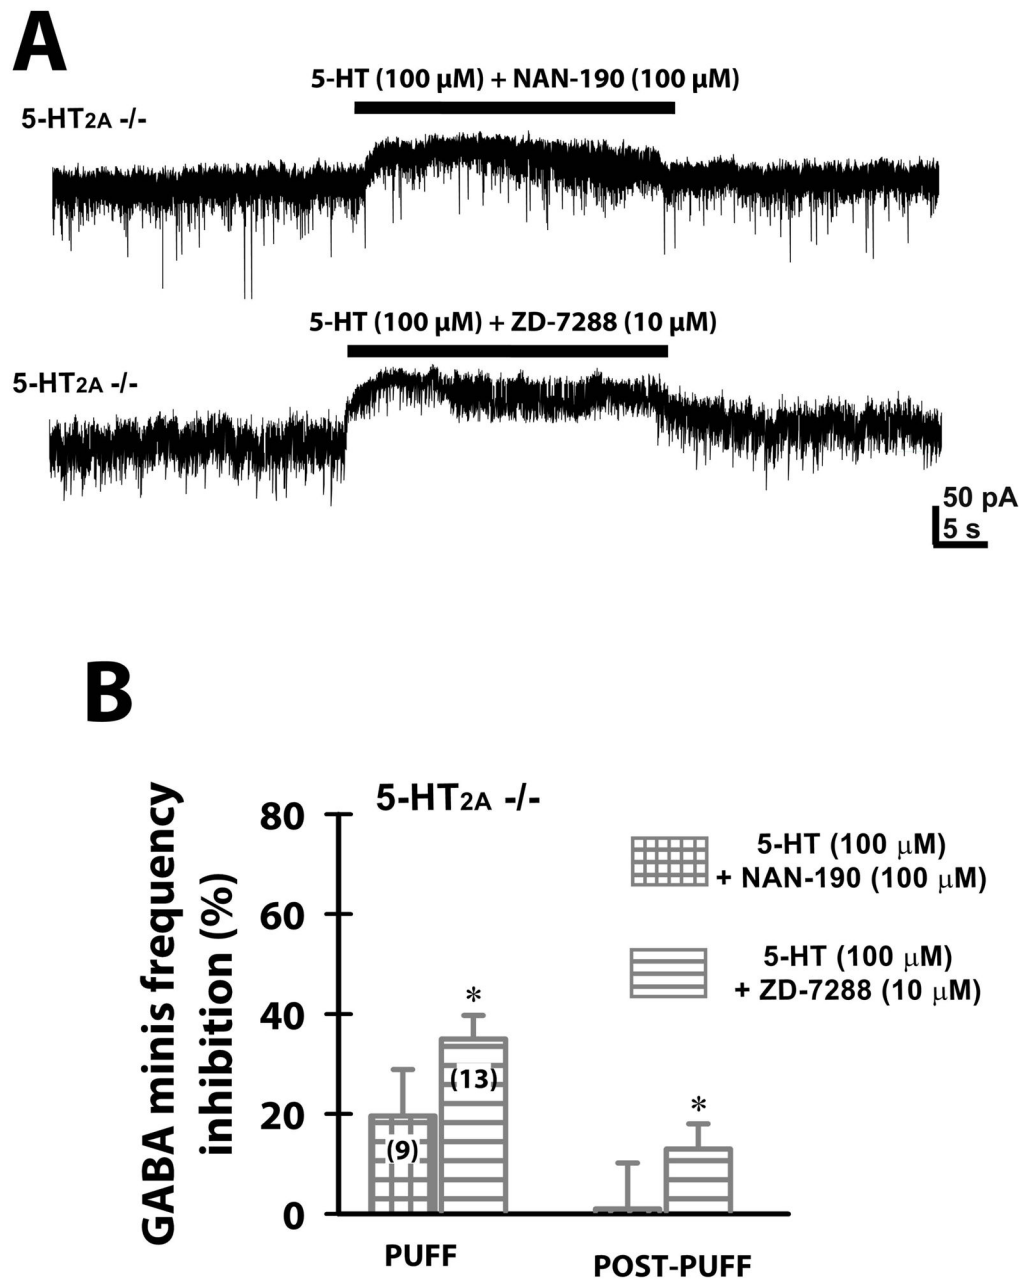 A
5-HT (100 µM) + NAN-190 (100 µM)
5-HT2A -/-
5-HT (100 µM) + ZD-7288 (10 µM)
5-HT2A -/-
50 pA
5 s
B
GABA minis frequency
inhibition (%)
5-HT2A -/-
80
60
40
20
0
*
(13)
(9)
*
5-HT (100 µM)
+ NAN-190 (100 µM)
5-HT (100 µM)
+ ZD-7288 (10 µM)
PUFF
POST-PUFF